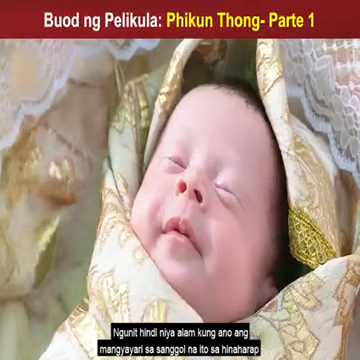 Buod ng Pelikula: Phikun Thong- Parte 1
Ngunit hindi niya alam kung ano ang
mangyayari sa sanggol na ito sa hinaharap